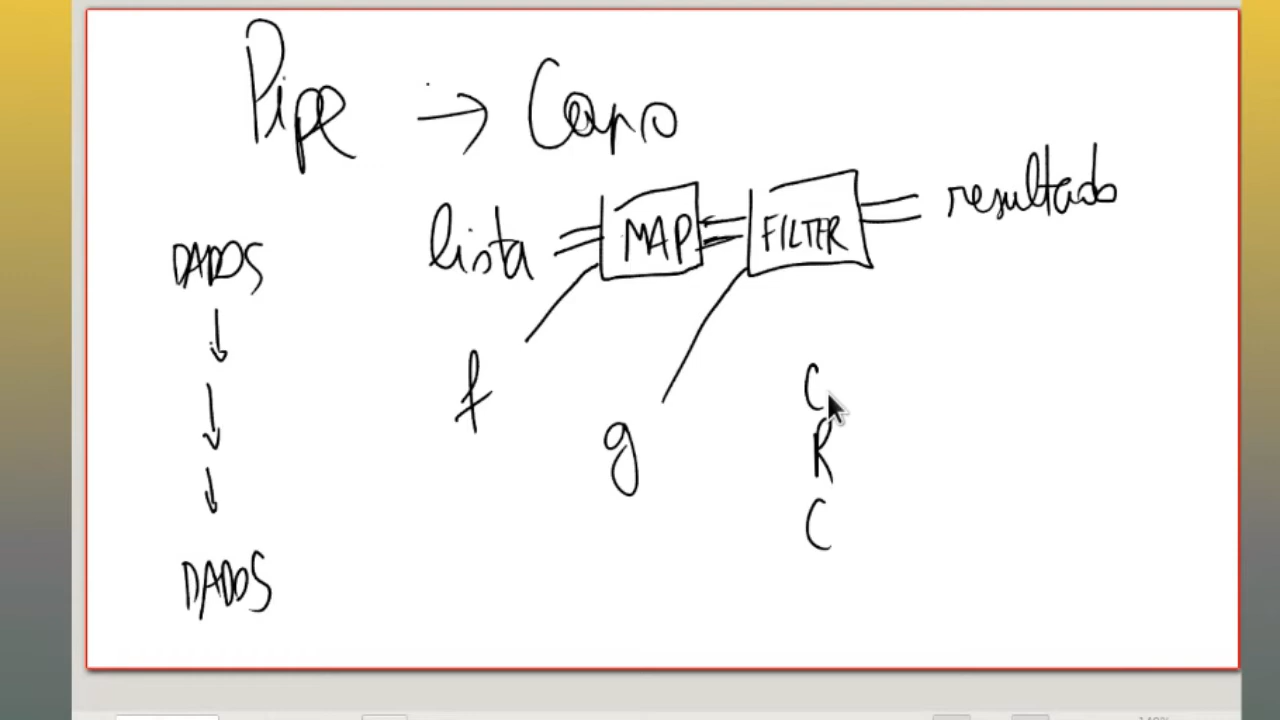 Pipe → Cano
lista MAP FILTER resultado
DADOS
f
g
C
R
C
DADOS